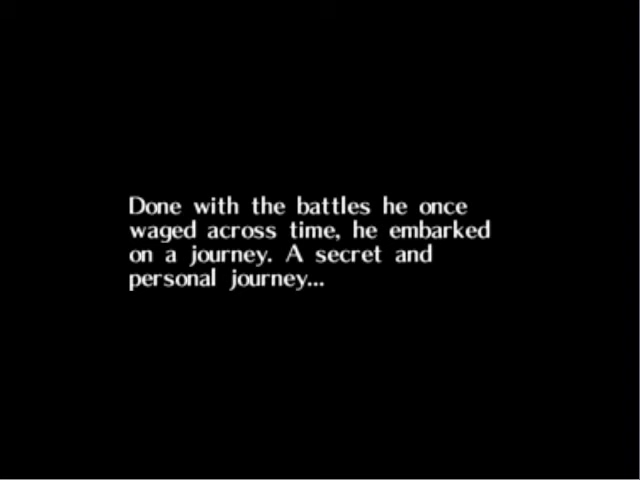 Done with the battles he once
waged across time, he embarked
on a journey. A secret and
personal journey...